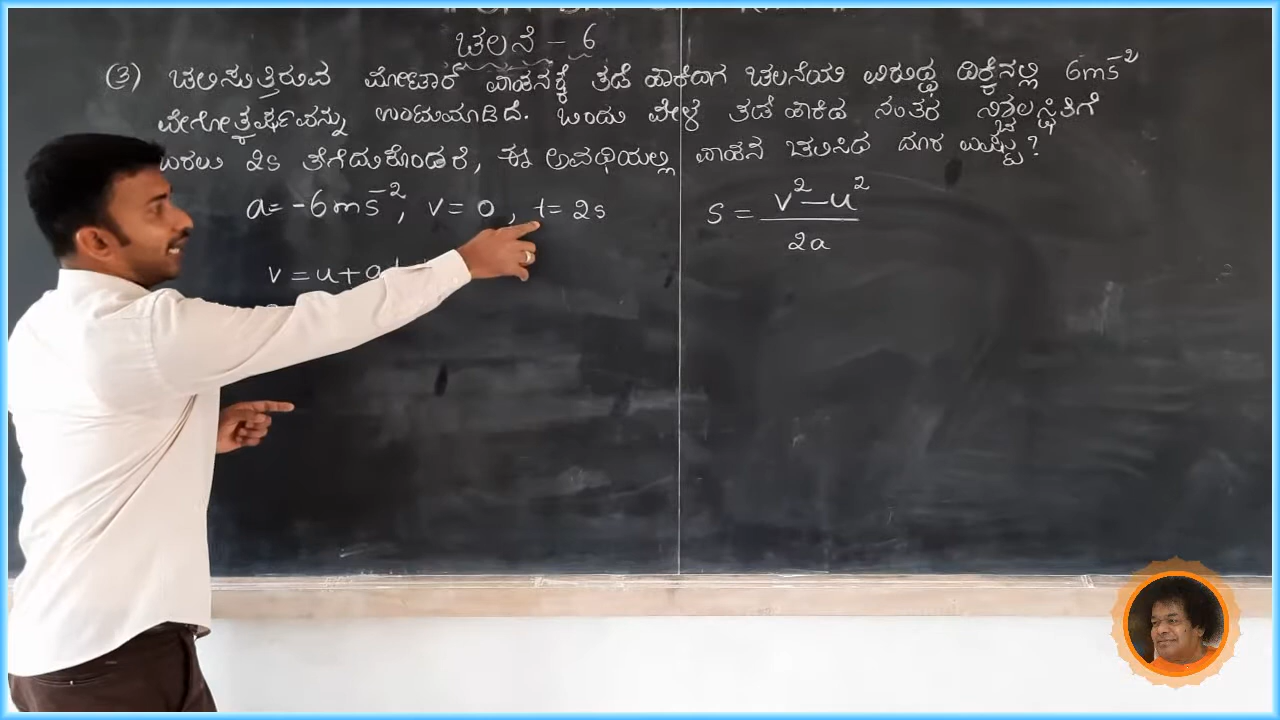 ಚಲನೆ - 6
(3) ಚಲಿಸುತ್ತಿರುವ ಮೋಟಾರ್ ವಾಹನಕ್ಕೆ ತಡೆ ಹಾಕಿದಾಗ ಚಲನೆಯ ವಿರುದ್ಧ ದಿಕ್ಕಿನಲ್ಲಿ 6ms⁻²
ವೇಗೋತ್ಕರ್ಷವನ್ನು ಉಂಟುಮಾಡಿದೆ. ಒಂದು ವೇಳೆ ತಡೆ ಹಾಕಿದ ನಂತರ ನಿಶ್ಚಲಸ್ಥಿತಿಗೆ
ಬರಲು 2s ತೆಗೆದುಕೊಂಡರೆ, ಈ ಅವಧಿಯಲ್ಲಿ ವಾಹನ ಚಲಿಸಿದ ದೂರ ಎಷ್ಟು?
a = -6ms⁻², v = 0, t = 2s
v = u + at
s = (v² - u²) / 2a